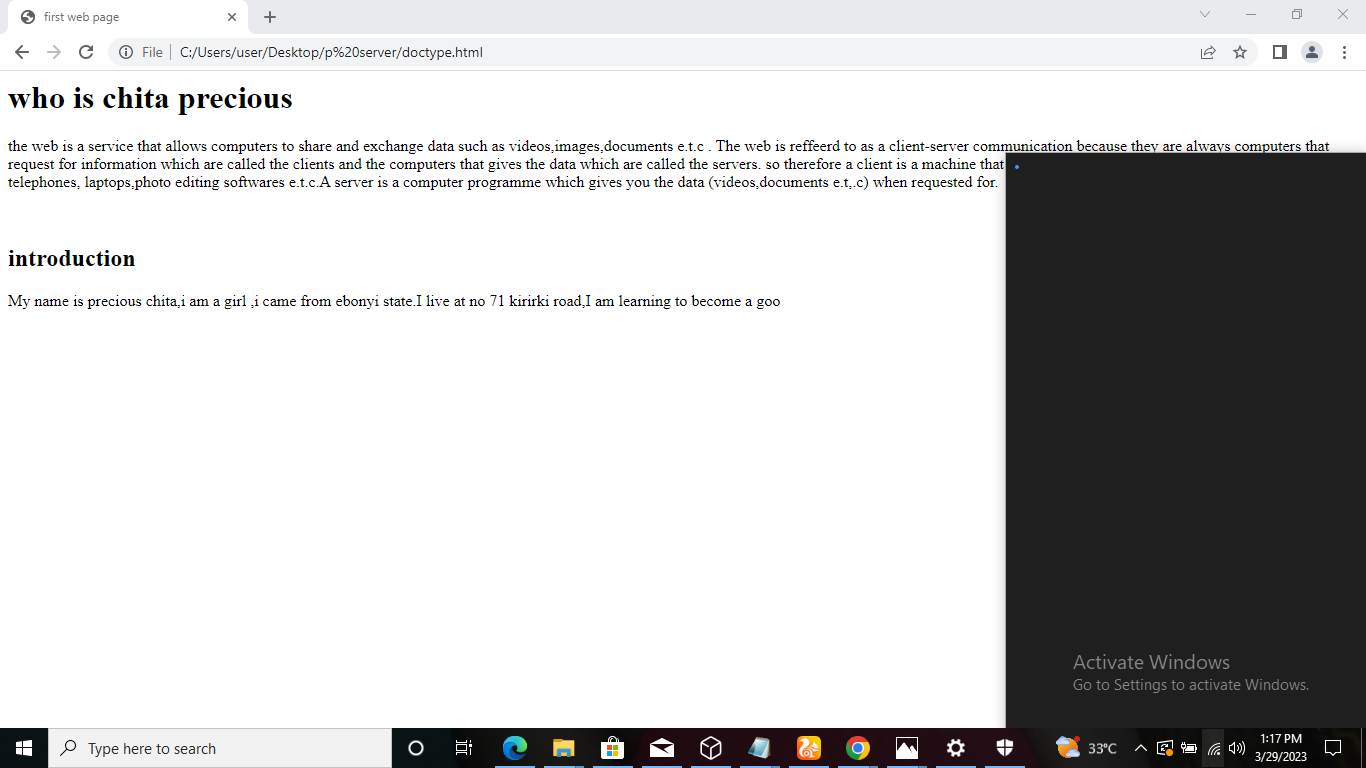 first web page
File
C:/Users/user/Desktop/p%20server/doctype.html
who is chita precious
the web is a service that allows computers to share and exchange data such as videos,images,documents e.t.c . The web is reffeerd to as a client-server communication because they are always computers that
request for information which are called the clients and the computers that gives the data which are called the servers. so therefore a client is a machine that
telephones, laptops,photo editing softwares e.t.c.A server is a computer programme which gives you the data (videos,documents e.t,.c) when requested for.
introduction
My name is precious chita,i am a girl ,i came from ebonyi state.I live at no 71 kirirki road,I am learning to become a goo
Activate Windows
Go to Settings to activate Windows.
Type here to search
33°C
1:17 PM
3/29/2023